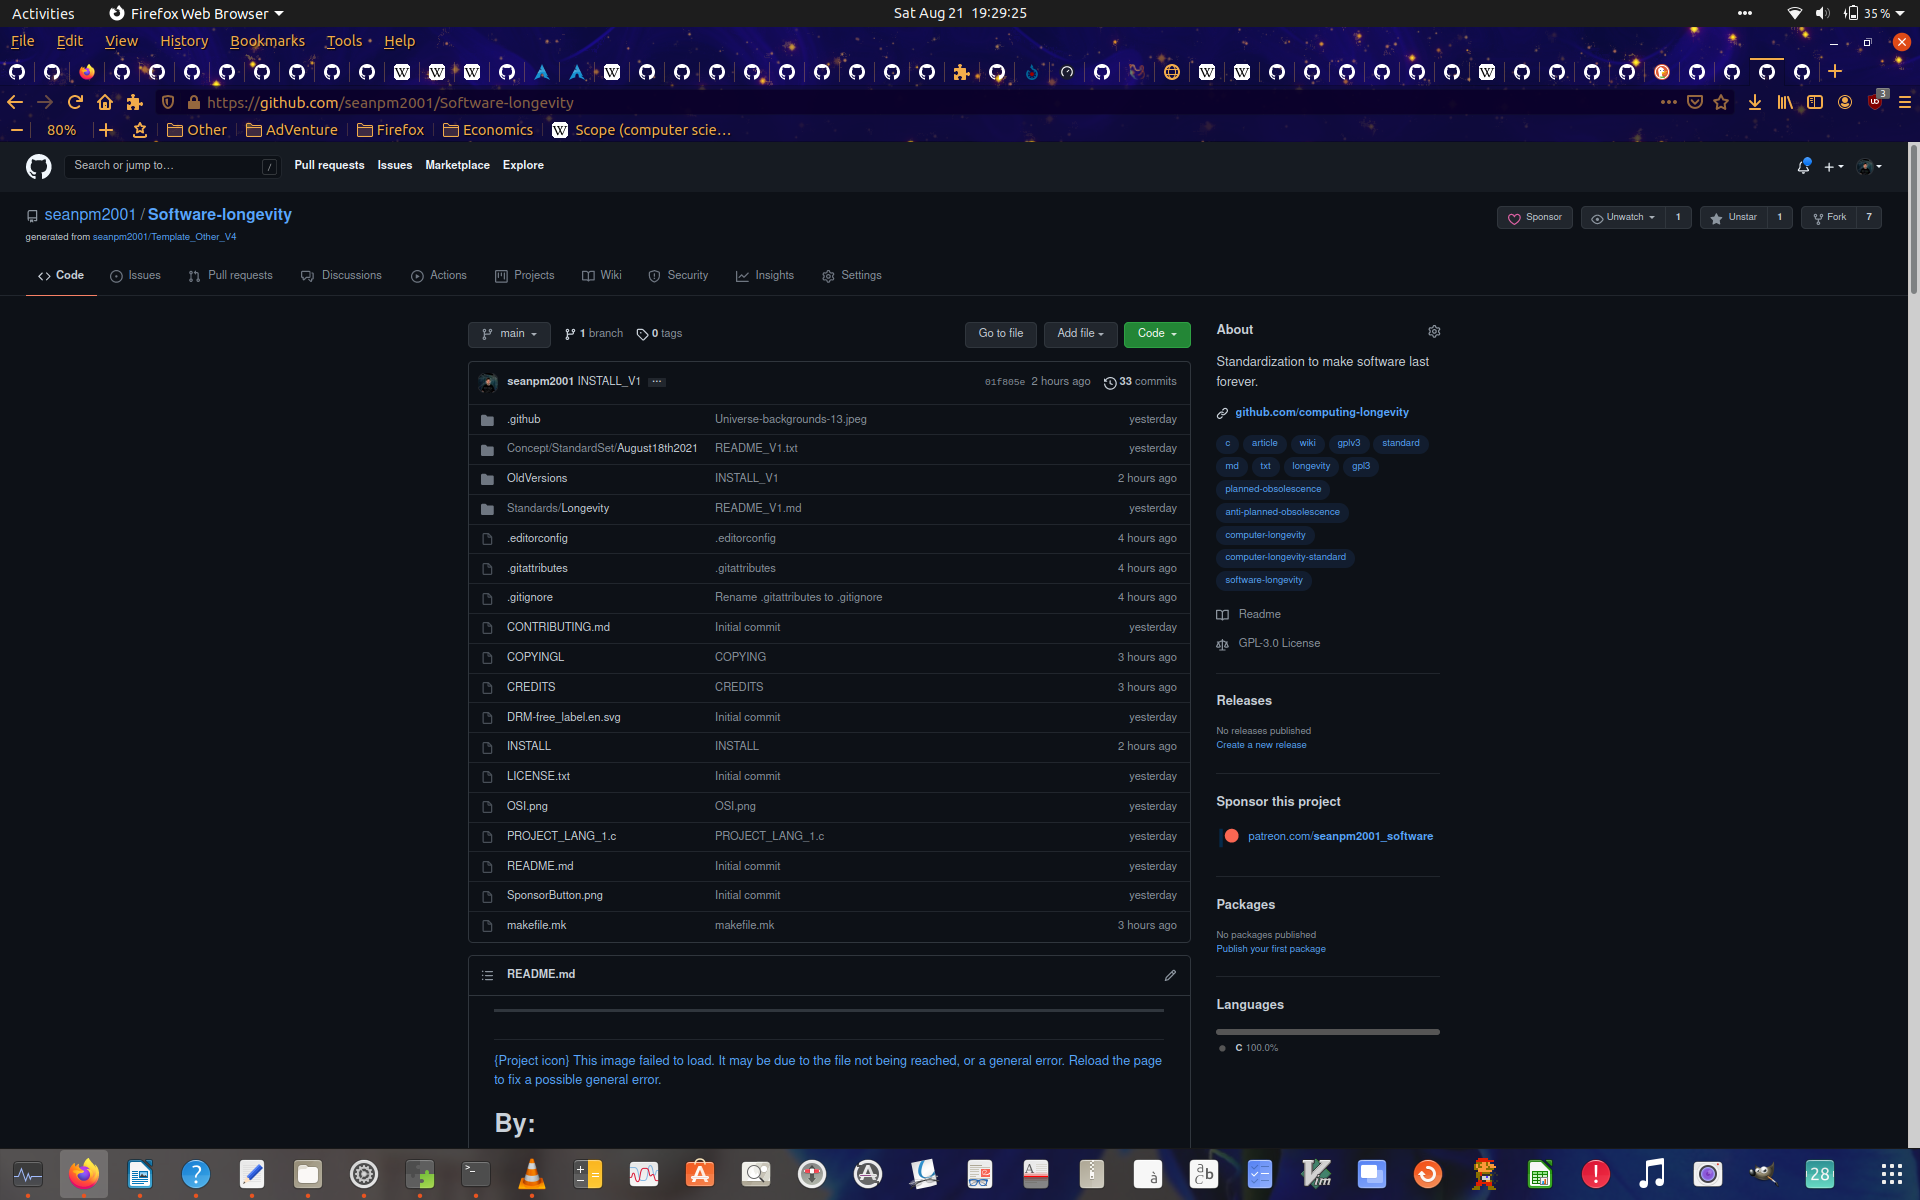 Activities
Firefox Web Browser
Sat Aug 21 19:29:25
35 %
File Edit View History Bookmarks Tools Help
https://github.com/seanpm2001/Software-longevity
3
80%
Other
AdVenture
Firefox
Economics
Scope (computer scie…
Search or jump to…
/
Pull requests Issues Marketplace Explore
seanpm2001 / Software-longevity
Sponsor
Unwatch 1
Unstar 1
Fork 7
generated from seanpm2001/Template_Other_V4
Code
Issues
Pull requests
Discussions
Actions
Projects
Wiki
Security
Insights
Settings
main
1 branch
0 tags
Go to file
Add file
Code
seanpm2001 INSTALL_V1 ...
01f805e 2 hours ago 33 commits
.github Universe-backgrounds-13.jpeg yesterday
Concept/StandardSet/August18th2021 README_V1.txt yesterday
OldVersions INSTALL_V1 2 hours ago
Standards/Longevity README_V1.md yesterday
.editorconfig .editorconfig 4 hours ago
.gitattributes .gitattributes 4 hours ago
.gitignore Rename .gitattributes to .gitignore 4 hours ago
CONTRIBUTING.md Initial commit yesterday
COPYINGL COPYING 3 hours ago
CREDITS CREDITS 3 hours ago
DRM-free_label.en.svg Initial commit yesterday
INSTALL INSTALL 2 hours ago
LICENSE.txt Initial commit yesterday
OSI.png OSI.png yesterday
PROJECT_LANG_1.c PROJECT_LANG_1.c yesterday
README.md Initial commit yesterday
SponsorButton.png Initial commit yesterday
makefile.mk makefile.mk 3 hours ago
README.md
{Project icon} This image failed to load. It may be due to the file not being reached, or a general error. Reload the page
to fix a possible general error.
By:
About
Standardization to make software last
forever.
github.com/computing-longevity
c article wiki gplv3 standard
md txt longevity gpl3
planned-obsolescence
anti-planned-obsolescence
computer-longevity
computer-longevity-standard
software-longevity
Readme
GPL-3.0 License
Releases
No releases published
Create a new release
Sponsor this project
patreon.com/seanpm2001_software
Packages
No packages published
Publish your first package
Languages
C 100.0%
28